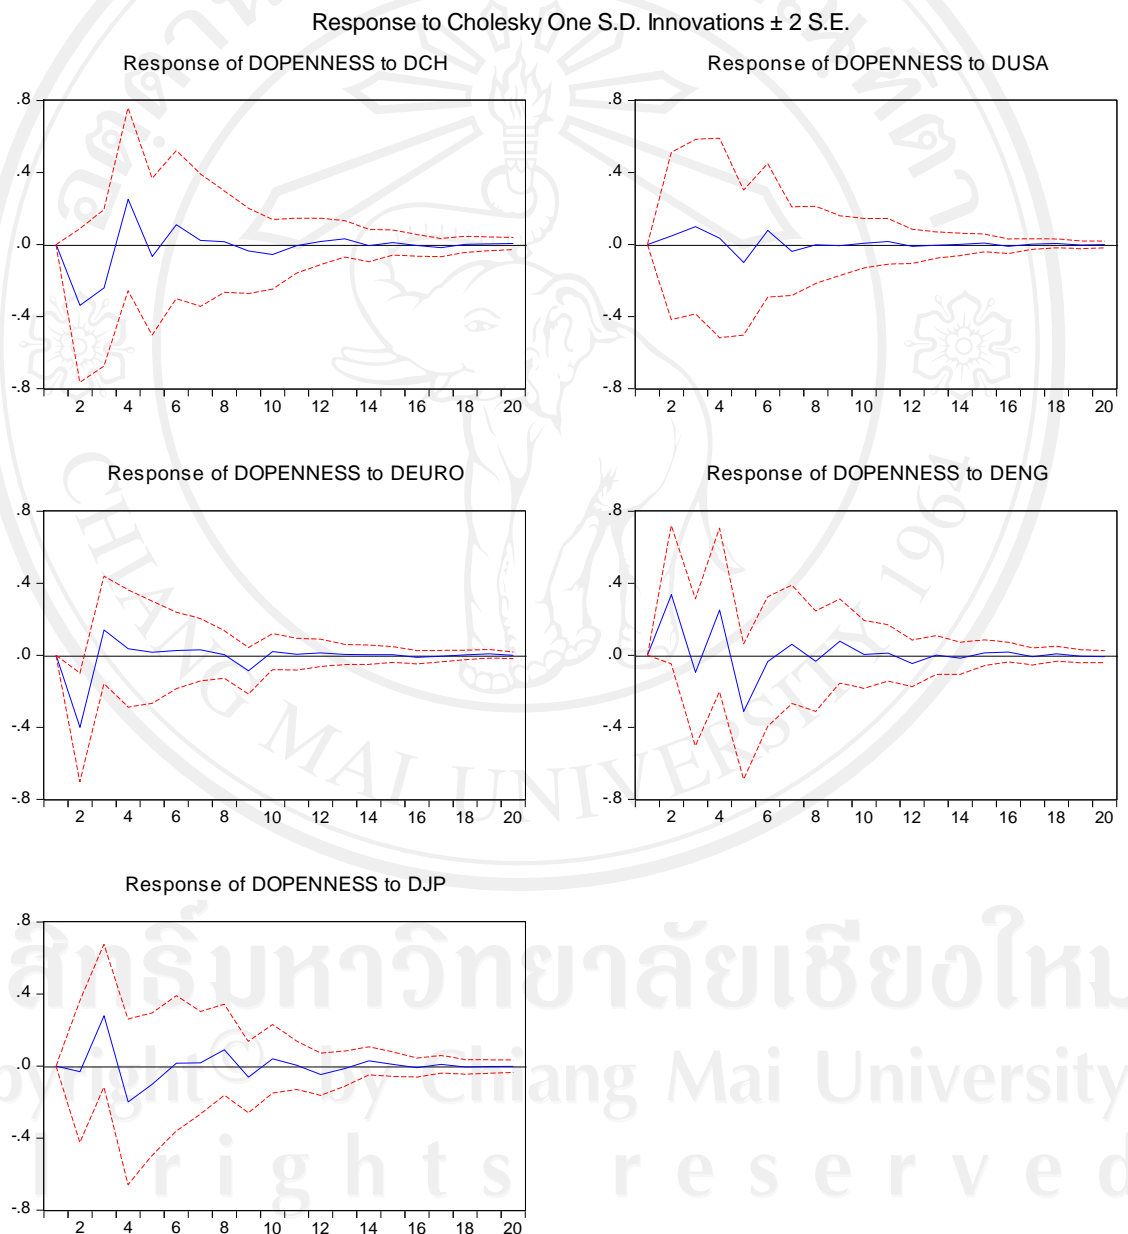 Response to Cholesky One S.D. Innovations ± 2 S.E.
Response of DOPENNESS to DCH
.8
.4
.0
-.4
-.8
2 4 6 8 10 12 14 16 18 20
Response of DOPENNESS to DUSA
.8
.4
.0
-.4
-.8
2 4 6 8 10 12 14 16 18 20
Response of DOPENNESS to DEURO
.8
.4
.0
-.4
-.8
2 4 6 8 10 12 14 16 18 20
Response of DOPENNESS to DENG
.8
.4
.0
-.4
-.8
2 4 6 8 10 12 14 16 18 20
Response of DOPENNESS to DJP
.8
.4
.0
-.4
-.8
2 4 6 8 10 12 14 16 18 20
CHIANG MAI UNIVERSITY 1964
สิทธิ์มหาวิทยาลัยเชียงใหม
© by Chiang Mai University
rights reserved